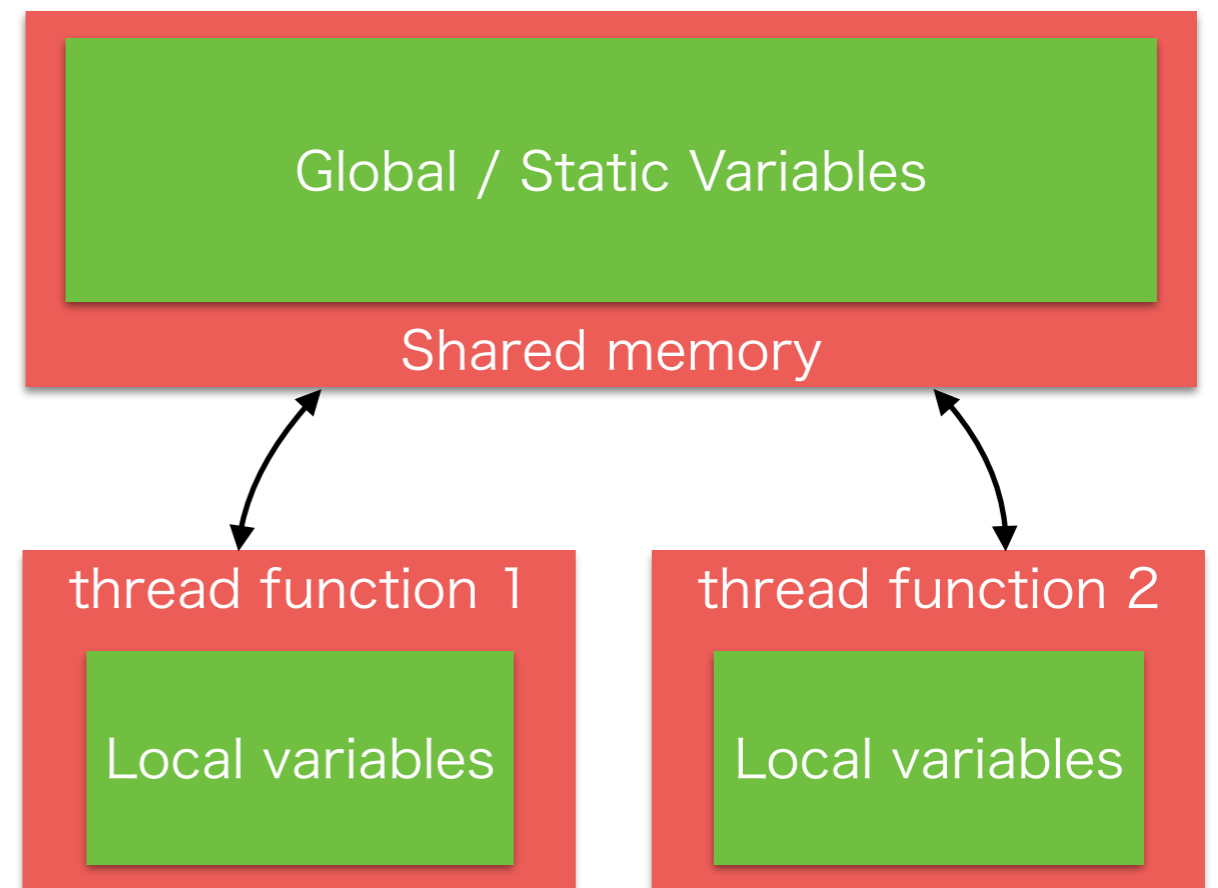 Global / Static Variables
Shared memory
thread function 1
thread function 2
Local variables
Local variables